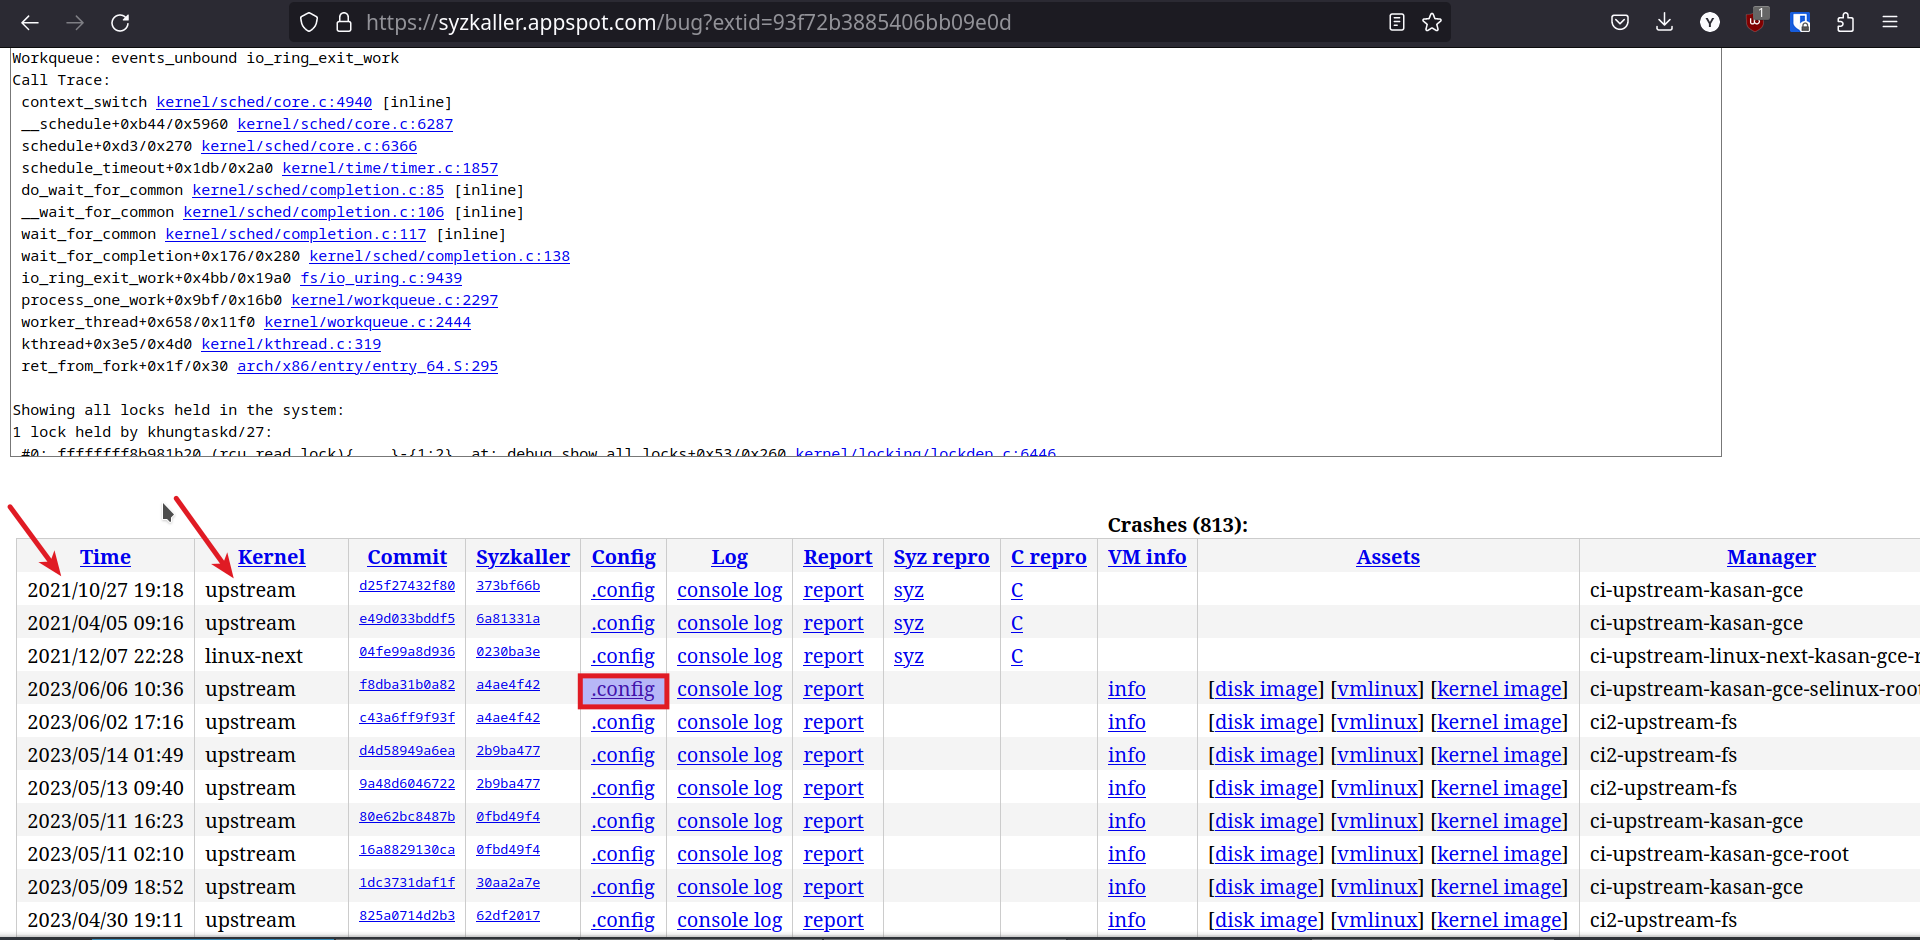 https://syzkaller.appspot.com/bug?extid=93f72b3885406bb09e0d
Y
1
Workqueue: events_unbound io_ring_exit_work
Call Trace:
context_switch kernel/sched/core.c:4940 [inline]
__schedule+0xb44/0x5960 kernel/sched/core.c:6287
schedule+0xd3/0x270 kernel/sched/core.c:6366
schedule_timeout+0x1db/0x2a0 kernel/time/timer.c:1857
do_wait_for_common kernel/sched/completion.c:85 [inline]
__wait_for_common kernel/sched/completion.c:106 [inline]
wait_for_common kernel/sched/completion.c:117 [inline]
wait_for_completion+0x176/0x280 kernel/sched/completion.c:138
io_ring_exit_work+0x4bb/0x19a0 fs/io_uring.c:9439
process_one_work+0x9bf/0x16b0 kernel/workqueue.c:2297
worker_thread+0x658/0x11f0 kernel/workqueue.c:2444
kthread+0x3e5/0x4d0 kernel/kthread.c:319
ret_from_fork+0x1f/0x30 arch/x86/entry/entry_64.S:295
Showing all locks held in the system:
1 lock held by khungtaskd/27:
#0: ffffffff8b981b20 (rcu_read_lock){....}-{1:2}, at: debug_show_all_locks+0x53/0x260 kernel/locking/lockdep.c:6446
Crashes (813):
Time Kernel Commit Syzkaller Config Log Report Syz repro C repro VM info Assets Manager
2021/10/27 19:18 upstream d25f27432f80 373bf66b .config console log report syz C ci-upstream-kasan-gce
2021/04/05 09:16 upstream e49d033bddf5 6a81331a .config console log report syz C ci-upstream-kasan-gce
2021/12/07 22:28 linux-next 04fe99a8d936 0230ba3e .config console log report syz C ci-upstream-linux-next-kasan-gce-r
2023/06/06 10:36 upstream f8dba31b0a82 a4ae4f42 .config console log report info [disk image] [vmlinux] [kernel image] ci-upstream-kasan-gce-selinux-root
2023/06/02 17:16 upstream c43a6ff9f93f a4ae4f42 .config console log report info [disk image] [vmlinux] [kernel image] ci2-upstream-fs
2023/05/14 01:49 upstream d4d58949a6ea 2b9ba477 .config console log report info [disk image] [vmlinux] [kernel image] ci2-upstream-fs
2023/05/13 09:40 upstream 9a48d6046722 2b9ba477 .config console log report info [disk image] [vmlinux] [kernel image] ci2-upstream-fs
2023/05/11 16:23 upstream 80e62bc8487b 0fbd49f4 .config console log report info [disk image] [vmlinux] [kernel image] ci-upstream-kasan-gce
2023/05/11 02:10 upstream 16a8829130ca 0fbd49f4 .config console log report info [disk image] [vmlinux] [kernel image] ci-upstream-kasan-gce-root
2023/05/09 18:52 upstream 1dc3731daf1f 30aa2a7e .config console log report info [disk image] [vmlinux] [kernel image] ci-upstream-kasan-gce
2023/04/30 19:11 upstream 825a0714d2b3 62df2017 .config console log report info [disk image] [vmlinux] [kernel image] ci2-upstream-fs